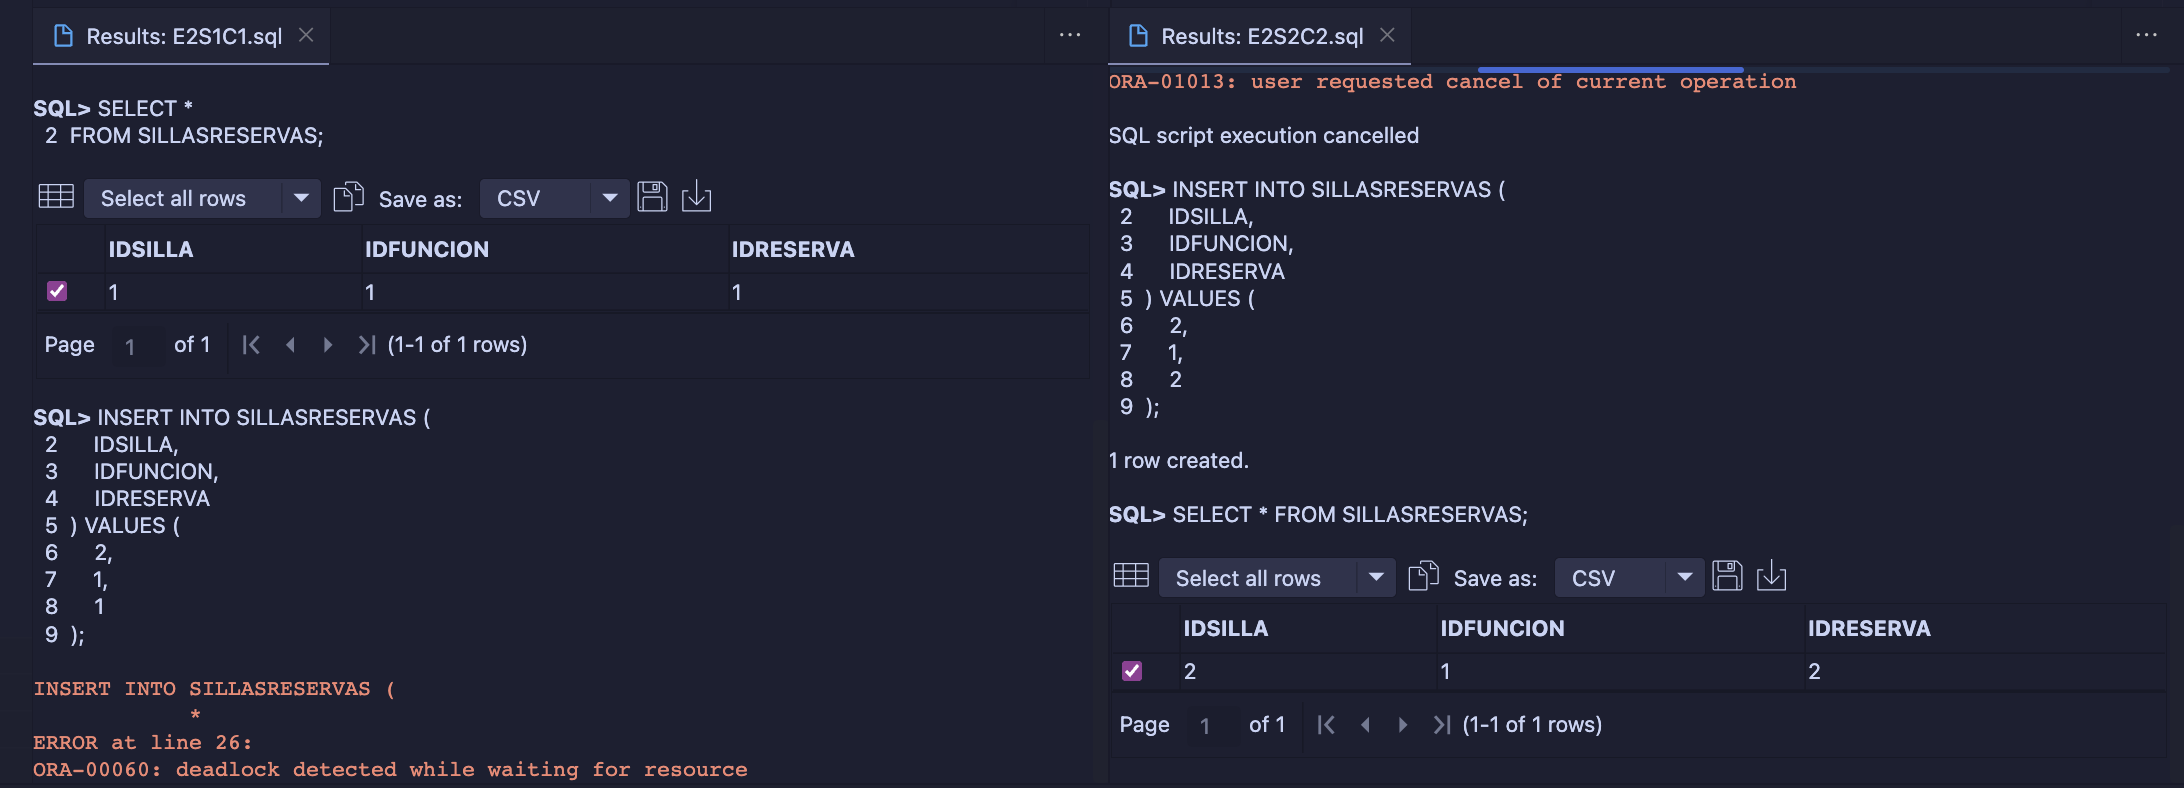 Results: E2S1C1.sql
SQL> SELECT *
2 FROM SILLASRESERVAS;
Select all rows Save as: CSV
IDSILLA IDFUNCION IDRESERVA
1 1 1
Page 1 of 1 (1-1 of 1 rows)
SQL> INSERT INTO SILLASRESERVAS (
2 IDSILLA,
3 IDFUNCION,
4 IDRESERVA
5 ) VALUES (
6 2,
7 1,
8 1
9 );
INSERT INTO SILLASRESERVAS (
*
ERROR at line 26:
ORA-00060: deadlock detected while waiting for resource
Results: E2S2C2.sql
ORA-01013: user requested cancel of current operation
SQL script execution cancelled
SQL> INSERT INTO SILLASRESERVAS (
2 IDSILLA,
3 IDFUNCION,
4 IDRESERVA
5 ) VALUES (
6 2,
7 1,
8 2
9 );
1 row created.
SQL> SELECT * FROM SILLASRESERVAS;
Select all rows Save as: CSV
IDSILLA IDFUNCION IDRESERVA
2 1 2
Page 1 of 1 (1-1 of 1 rows)